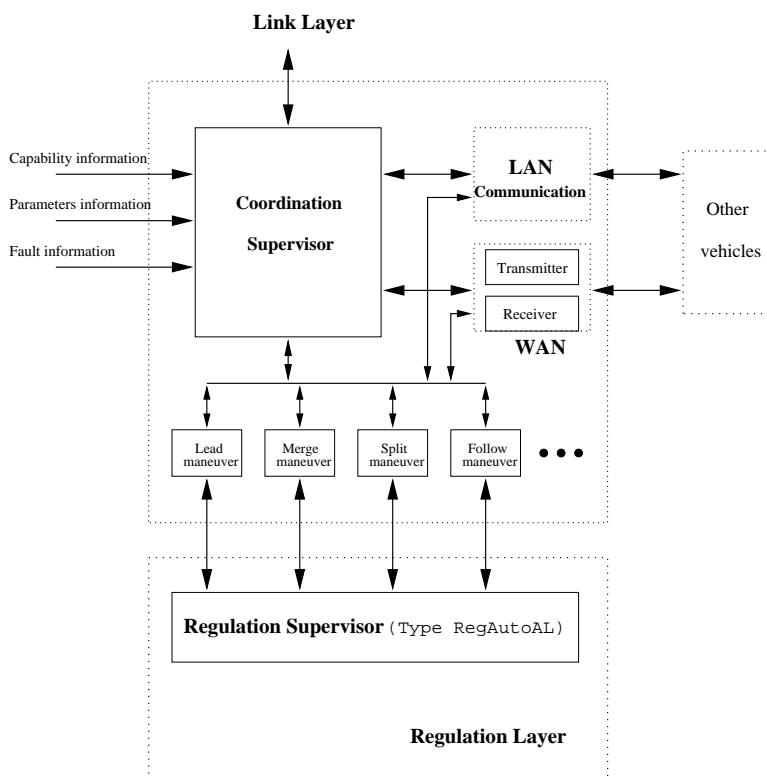 Link Layer
Capability information
Parameters information
Fault information
Coordination
Supervisor
LAN
Communication
Transmitter
Receiver
WAN
Other
vehicles
Lead
maneuver
Merge
maneuver
Split
maneuver
Follow
maneuver
Regulation Supervisor (Type RegAutoAL)
Regulation Layer